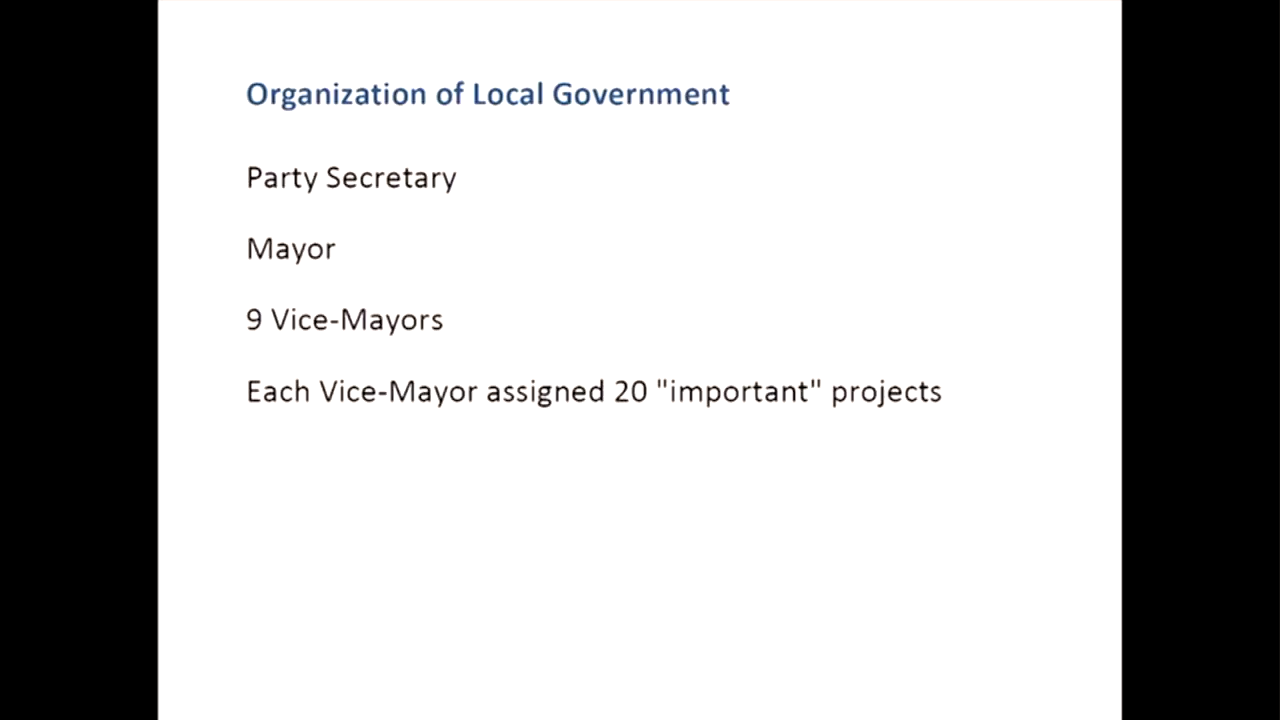 Organization of Local Government
Party Secretary
Mayor
9 Vice-Mayors
Each Vice-Mayor assigned 20 "important" projects